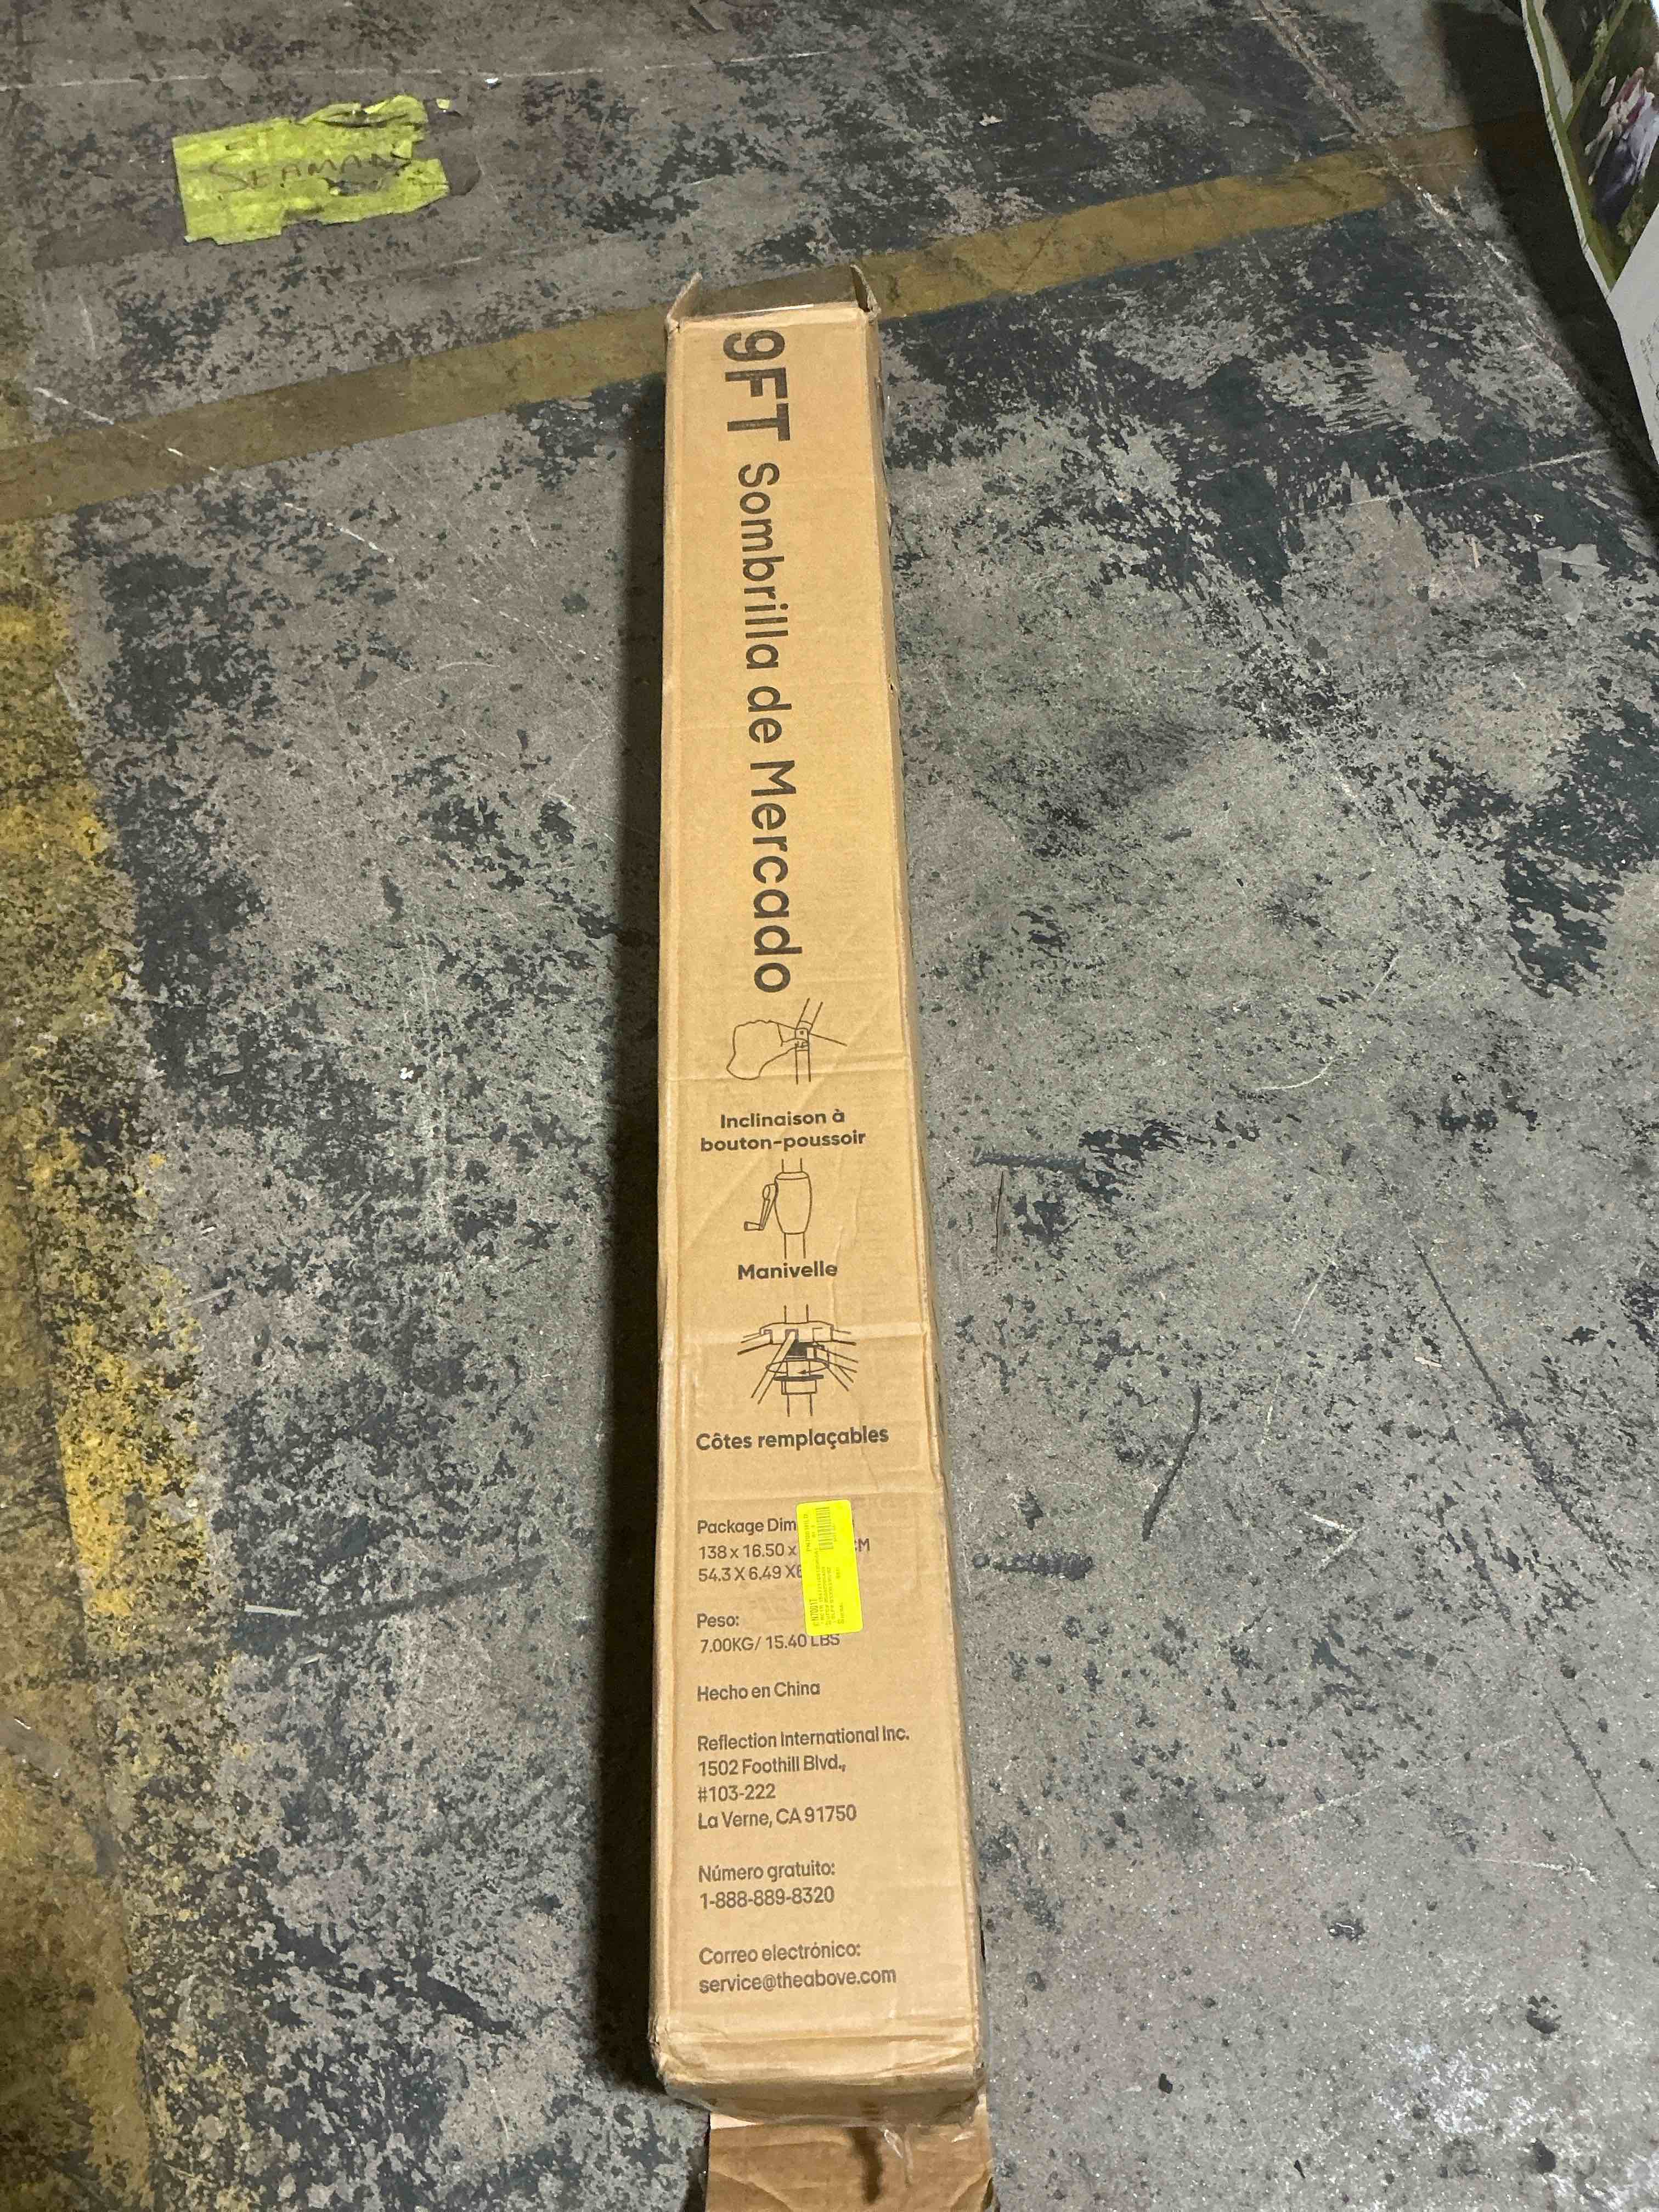 SEAMANS
9FT Sombrilla de Mercado
Inclinaison à
bouton-poussoir
Manivelle
Côtes remplaçables
Package Dim
138 x 16.50 x
54.3 X 6.49 X
Peso:
7.00KG/ 15.40 LBS
Hecho en China
Reflection International Inc.
1502 Foothill Blvd.,
#103-222
La Verne, CA 91750
Número gratuito:
1-888-889-8320
Correo electrónico:
service@theabove.com